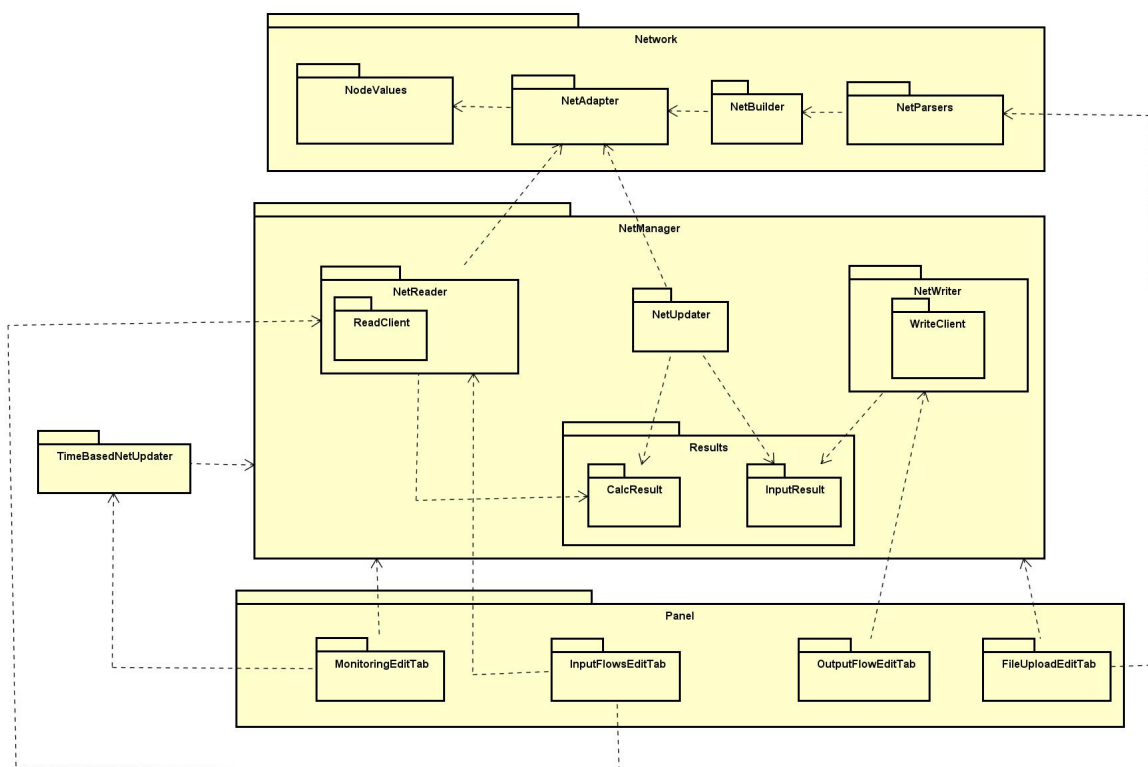 Network
NodeValues
NetAdapter
NetBuilder
NetParsers
NetManager
NetReader
ReadClient
NetUpdater
NetWriter
WriteClient
TimeBasedNetUpdater
Results
CalcResult
InputResult
Panel
MonitoringEditTab
InputFlowsEditTab
OutputFlowEditTab
FileUploadEditTab